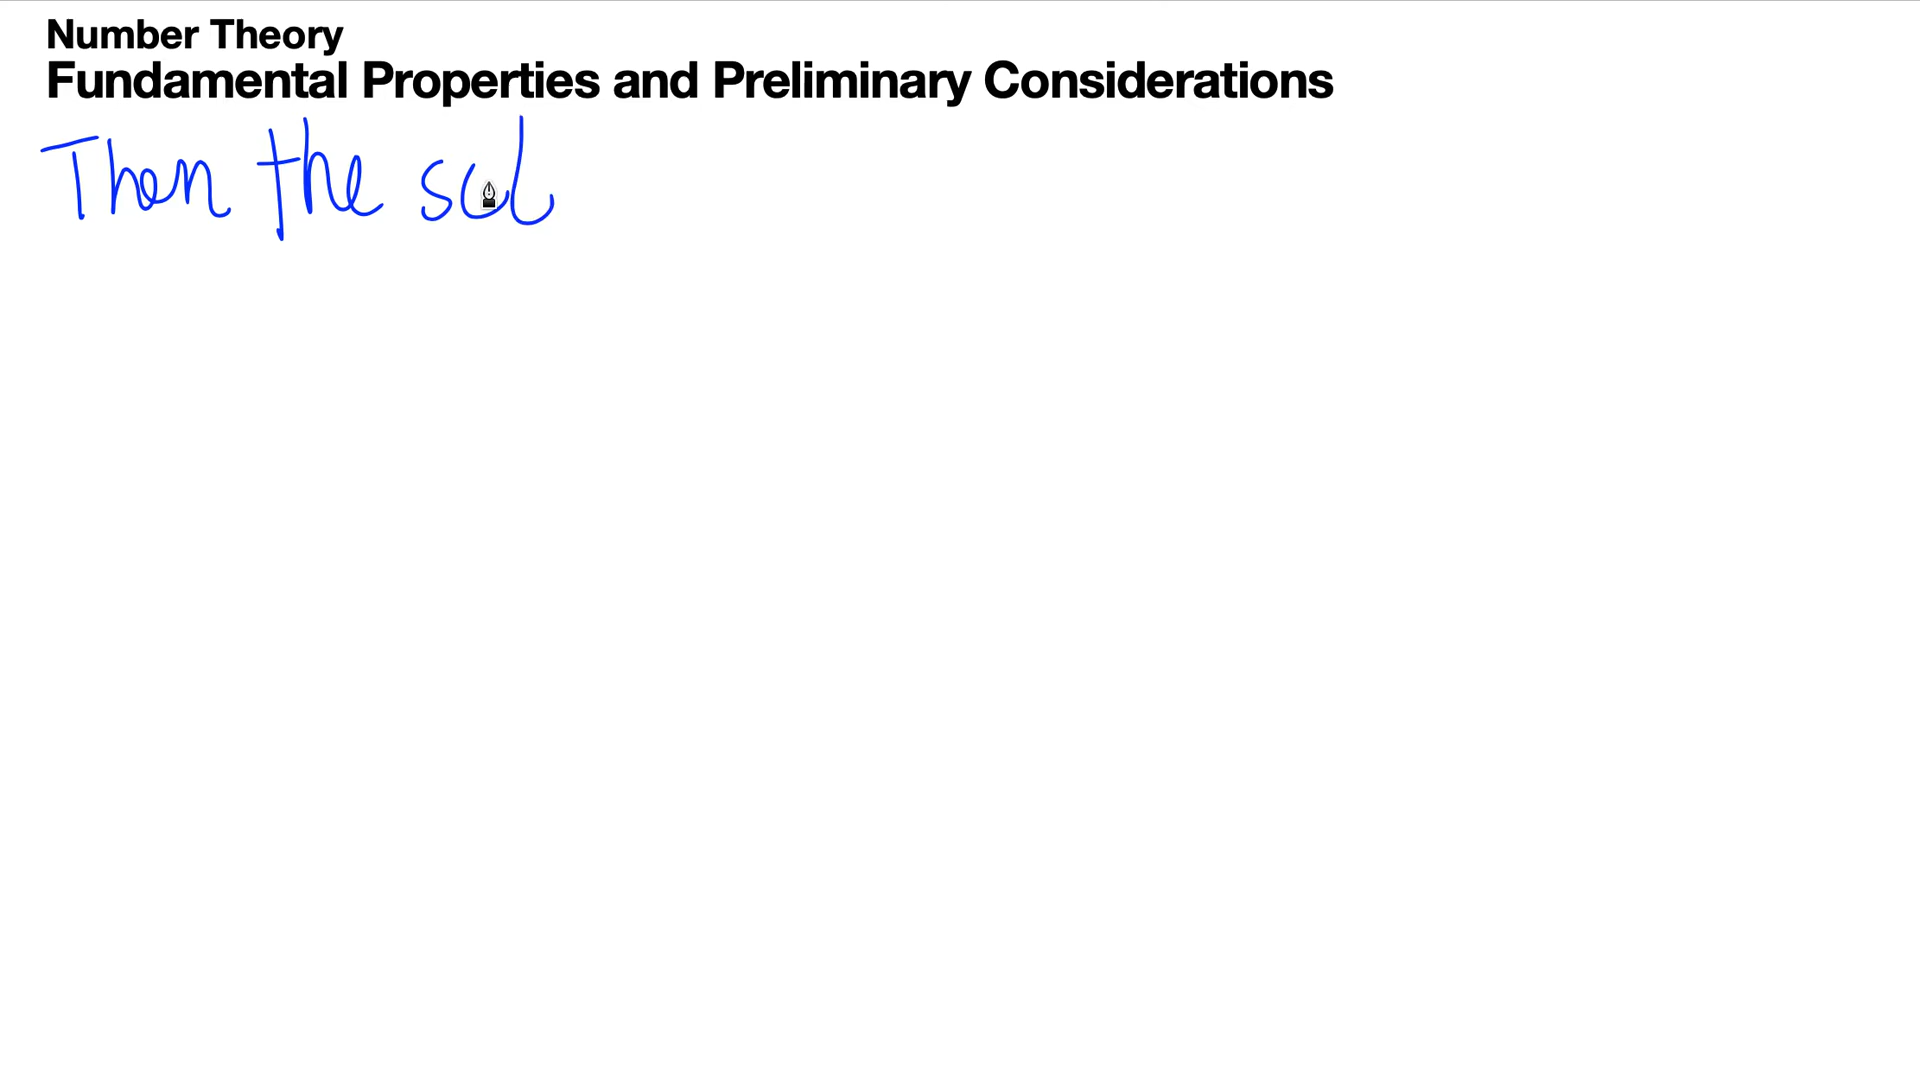 Number Theory
Fundamental Properties and Preliminary Considerations
Then the sol